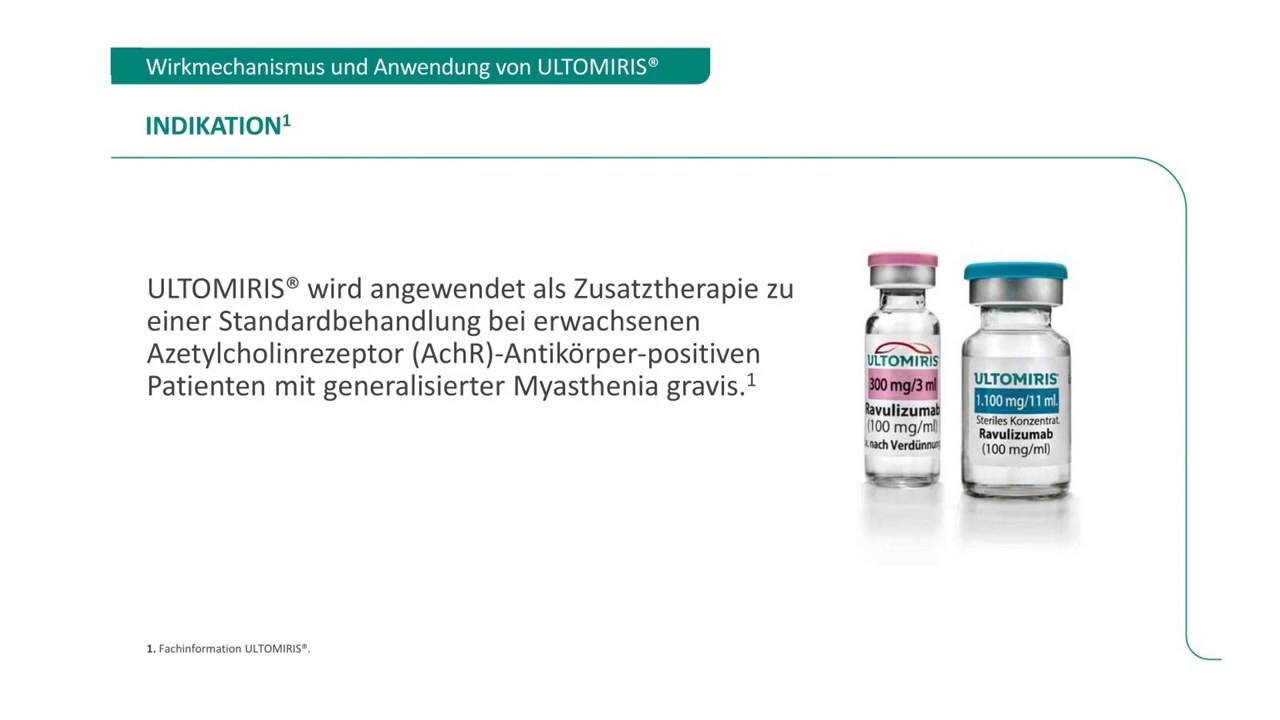 Wirkmechanismus und Anwendung von ULTOMIRIS®
INDIKATION¹
ULTOMIRIS® wird angewendet als Zusatztherapie zu
einer Standardbehandlung bei erwachsenen
Azetylcholinrezeptor (AchR)-Antikörper-positiven
Patienten mit generalisierter Myasthenia gravis.¹
ULTOMIRIS
300 mg/3 ml
Ravulizumab
(100 mg/ml)
nach Verdünnung
ULTOMIRIS
1.100 mg/11 ml.
Steriles Konzentrat.
Ravulizumab
(100 mg/ml)
1. Fachinformation ULTOMIRIS®.